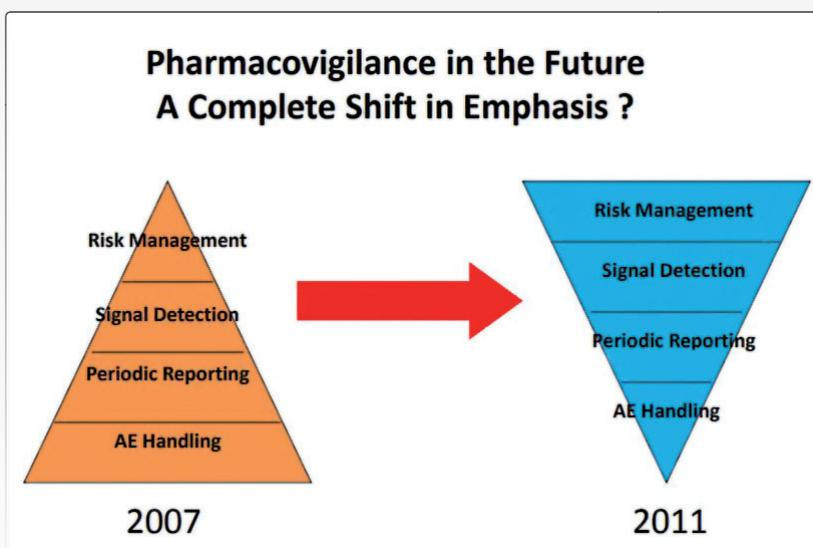 Pharmacovigilance in the Future
A Complete Shift in Emphasis ?
Risk Management
Signal Detection
Periodic Reporting
AE Handling
2007
Risk Management
Signal Detection
Periodic Reporting
AE Handling
2011